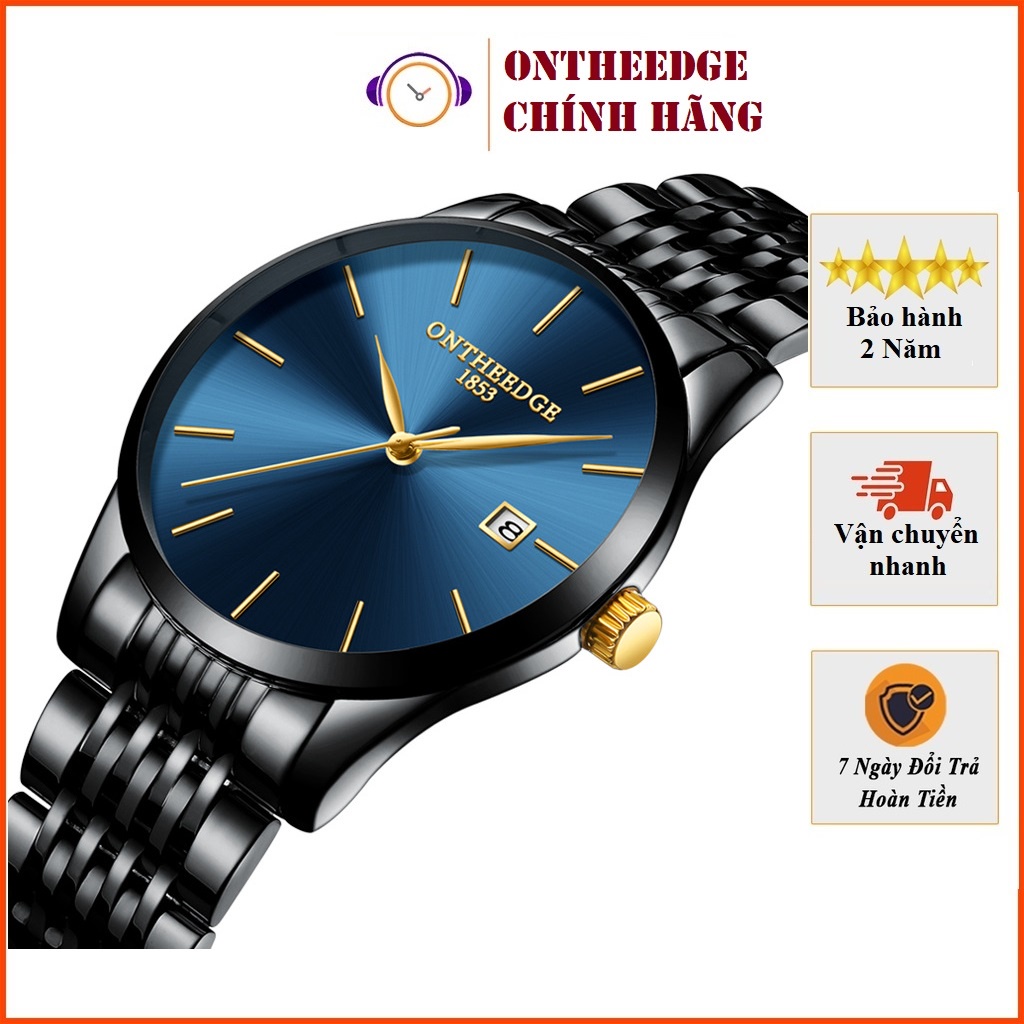 ONTHEEDGE
CHÍNH HÃNG
ONTHEEDGE
1853
8
Bảo hành
2 Năm
Vận chuyển
nhanh
7 Ngày Đổi Trả
Hoàn Tiền